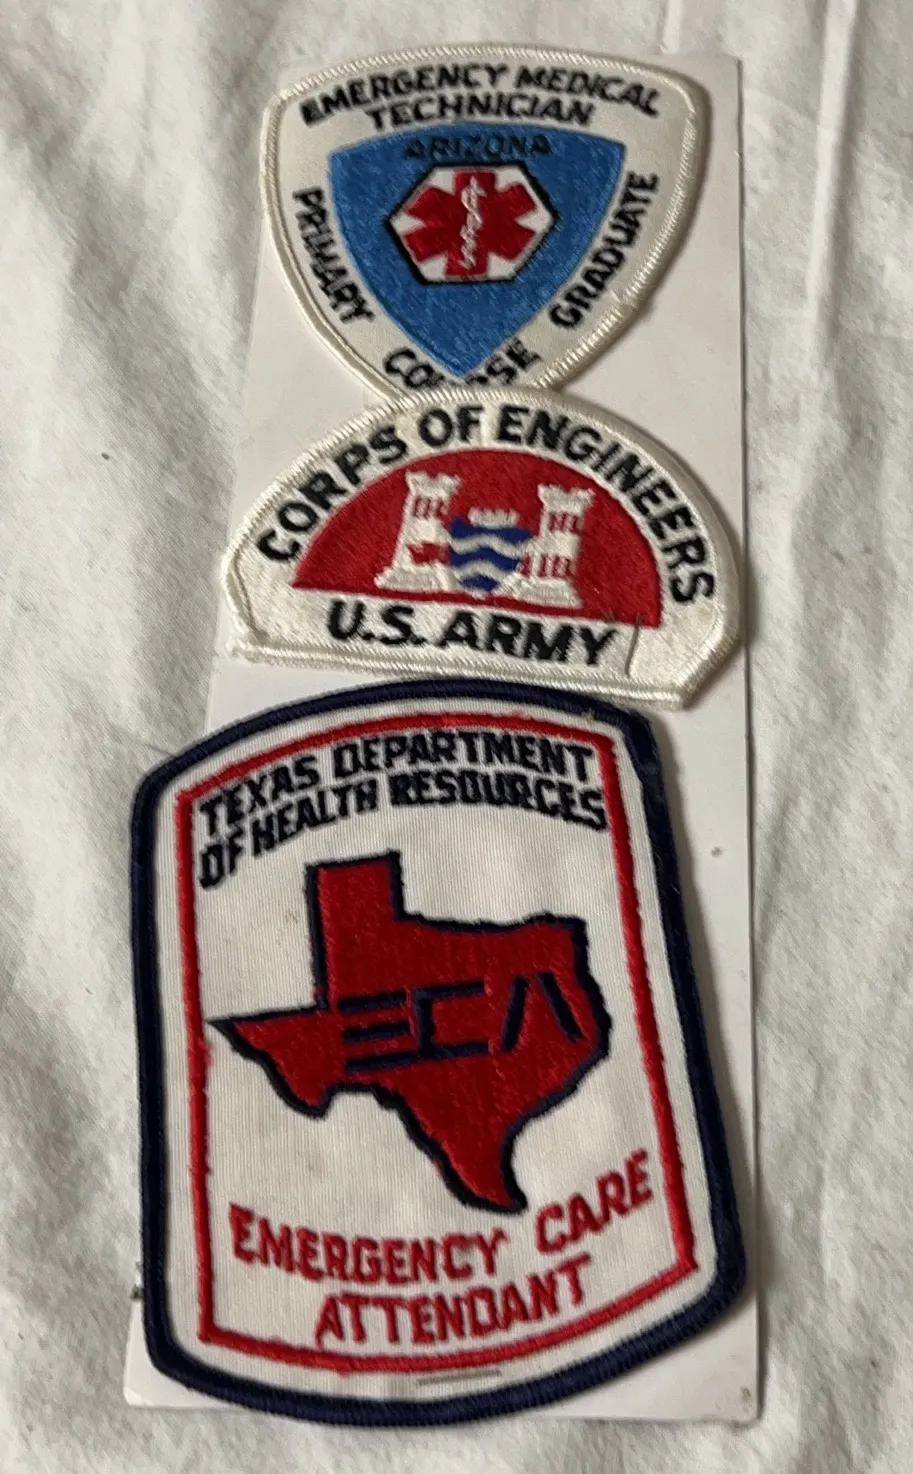 EMERGENCY MEDICAL
TECHNICIAN
ARIZONA
PRIMARY
COURSE
GRADUATE
CORPS OF ENGINEERS
U.S. ARMY
TEXAS DEPARTMENT
OF HEALTH RESOURCES
ECA
EMERGENCY CARE
ATTENDANT